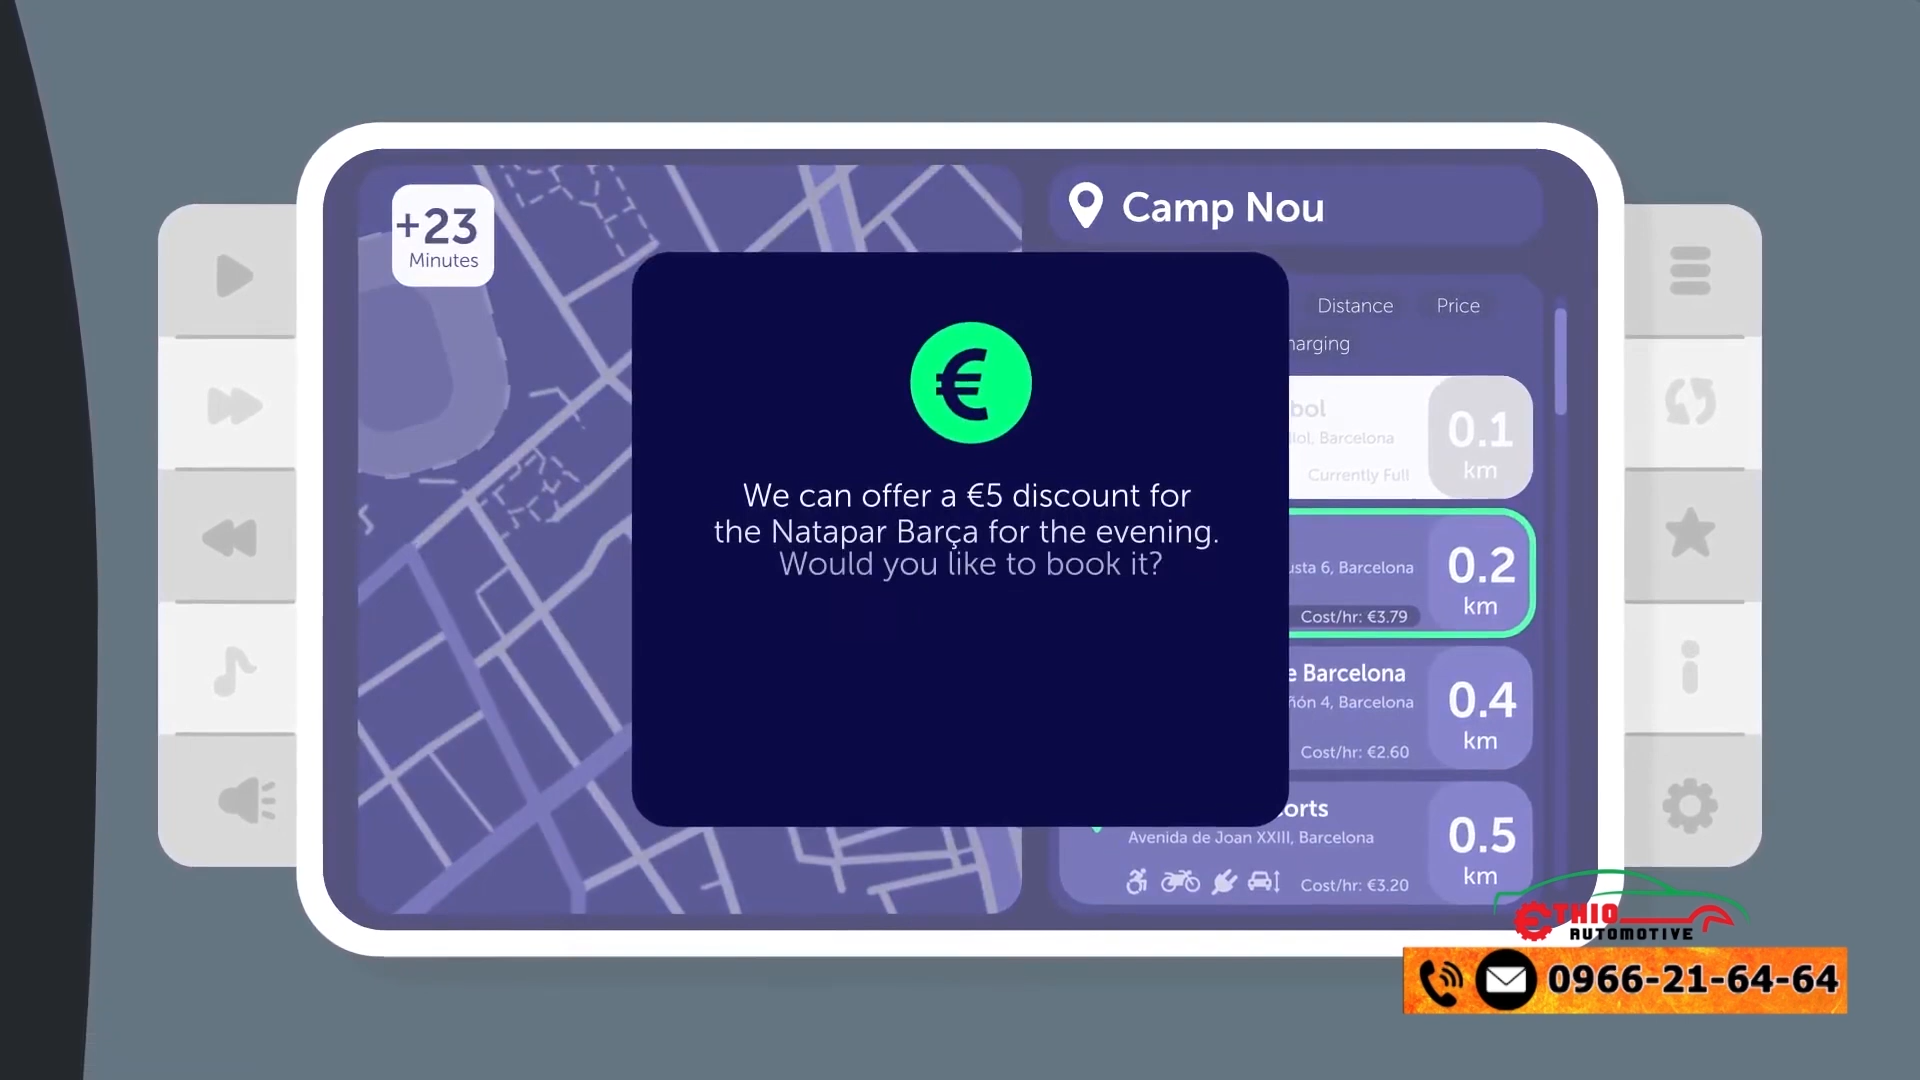 +23
Minutes
Camp Nou
Distance
Price
harging
bol
llol, Barcelona
Currently Full
0.1
km
We can offer a €5 discount for
the Natapar Barça for the evening.
Would you like to book it?
usta 6, Barcelona
Cost/hr: €3.79
0.2
km
e Barcelona
ñón 4, Barcelona
Cost/hr: €2.60
0.4
km
orts
Avenida de Joan XXIII, Barcelona
Cost/hr: €3.20
0.5
km
ETHIO
AUTOMOTIVE
0966-21-64-64